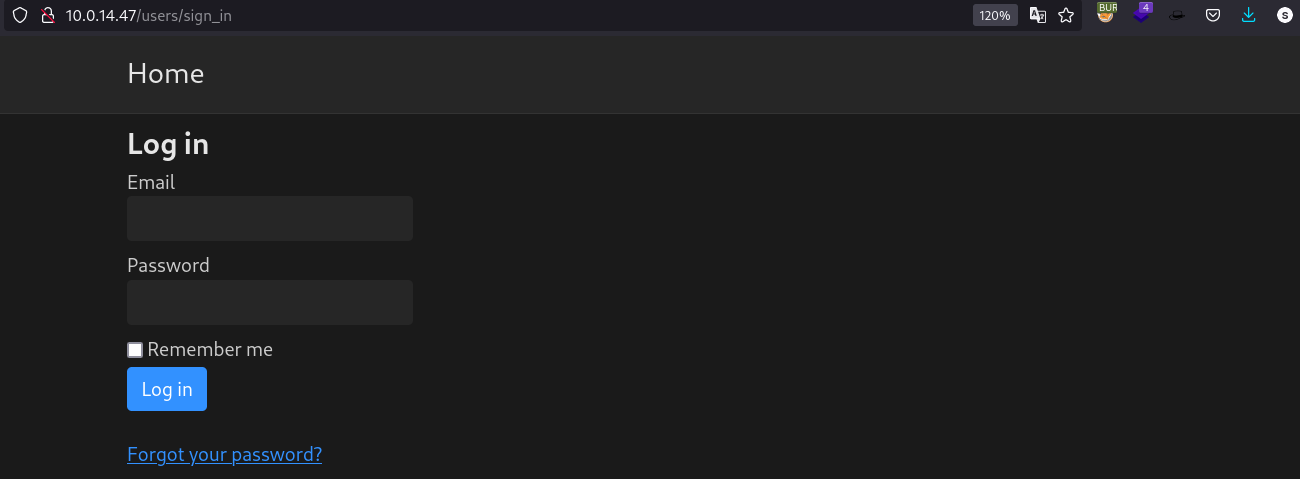 10.0.14.47/users/sign_in 120% BUR 4 S
Home
Log in
Email
Password
Remember me
Log in
Forgot your password?